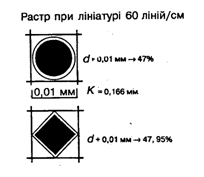 Растр при лініатурі 60 ліній/см
d+0,01 мм → 47%
0,01 мм K = 0,166 мм
d+0,01 мм → 47,95%